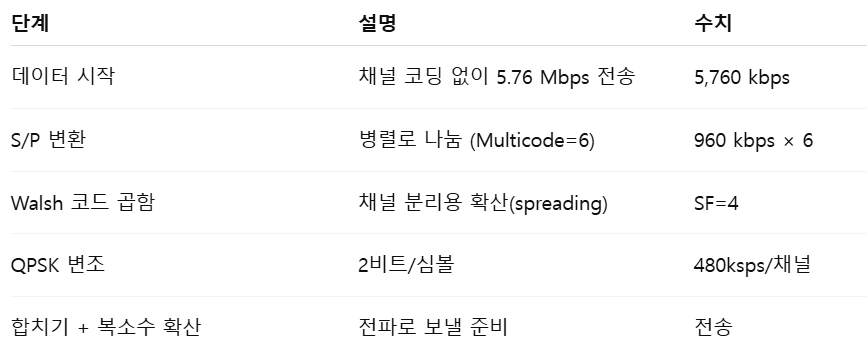 단계 설명 수치
데이터 시작 채널 코딩 없이 5.76 Mbps 전송 5,760 kbps
S/P 변환 병렬로 나눔 (Multicode=6) 960 kbps × 6
Walsh 코드 곱함 채널 분리용 확산(spreading) SF=4
QPSK 변조 2비트/심볼 480ksps/채널
합치기 + 복소수 확산 전파로 보낼 준비 전송